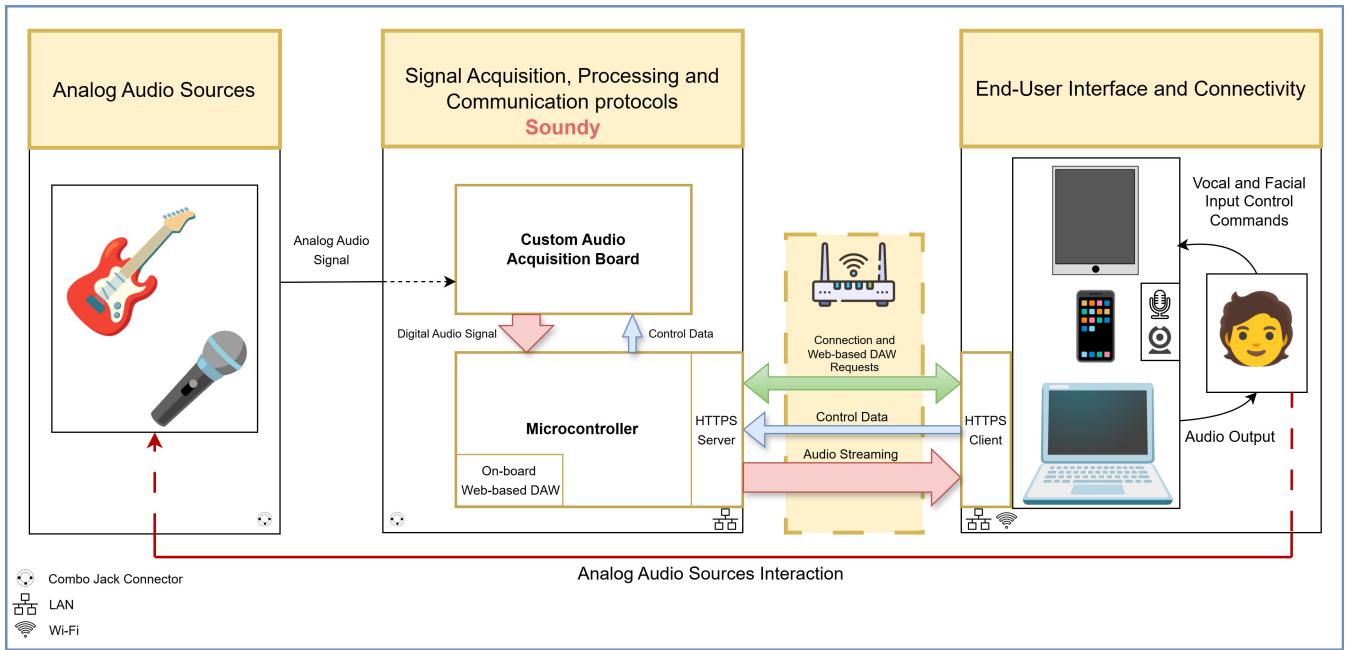 Analog Audio Sources
Signal Acquisition, Processing and
Communication protocols
Soundy
End-User Interface and Connectivity
Analog Audio
Signal
Custom Audio
Acquisition Board
Digital Audio Signal
Control Data
Microcontroller
On-board
Web-based DAW
HTTPS
Server
Connection and
Web-based DAW
Requests
Control Data
Audio Streaming
HTTPS
Client
Vocal and Facial
Input Control
Commands
Audio Output
Analog Audio Sources Interaction
Combo Jack Connector
LAN
Wi-Fi